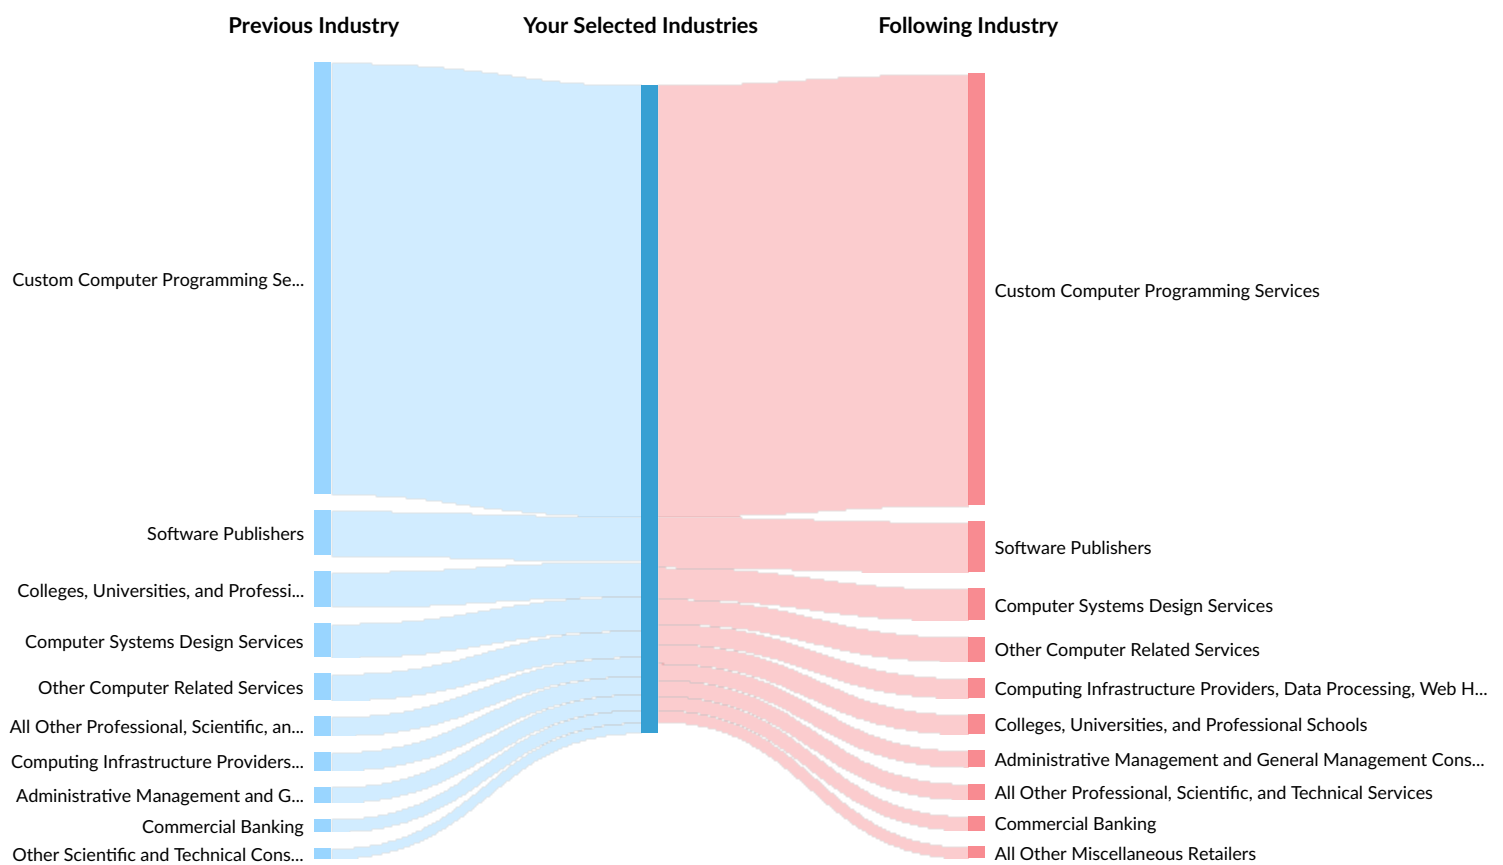 Previous Industry
Your Selected Industries
Following Industry
Custom Computer Programming Se...
Software Publishers
Colleges, Universities, and Professi...
Computer Systems Design Services
Other Computer Related Services
All Other Professional, Scientific, an...
Computing Infrastructure Providers...
Administrative Management and G...
Commercial Banking
Other Scientific and Technical Cons...
Custom Computer Programming Services
Software Publishers
Computer Systems Design Services
Other Computer Related Services
Computing Infrastructure Providers, Data Processing, Web H...
Colleges, Universities, and Professional Schools
Administrative Management and General Management Cons...
All Other Professional, Scientific, and Technical Services
Commercial Banking
All Other Miscellaneous Retailers